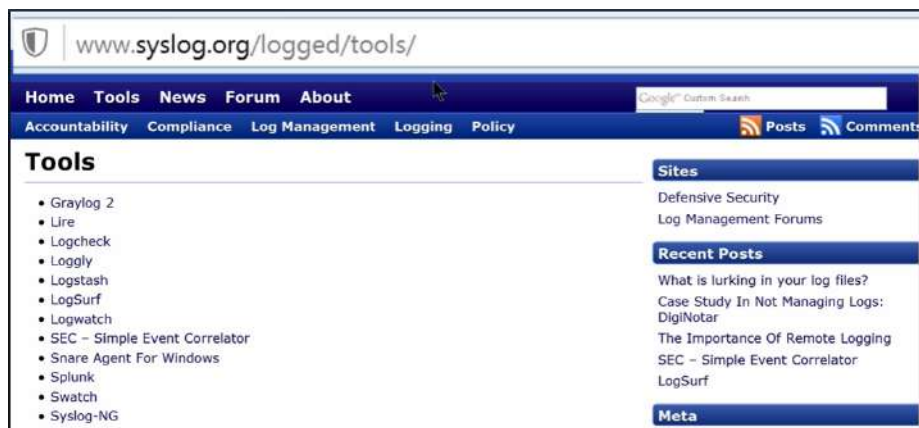 www.syslog.org/logged/tools/
Home Tools News Forum About
Google™ Custom Search
Accountability Compliance Log Management Logging Policy
Posts Comments
Tools
• Graylog 2
• Lire
• Logcheck
• Loggly
• Logstash
• LogSurf
• Logwatch
• SEC – Simple Event Correlator
• Snare Agent For Windows
• Splunk
• Swatch
• Syslog-NG
Sites
Defensive Security
Log Management Forums
Recent Posts
What is lurking in your log files?
Case Study In Not Managing Logs:
DigiNotar
The Importance Of Remote Logging
SEC – Simple Event Correlator
LogSurf
Meta